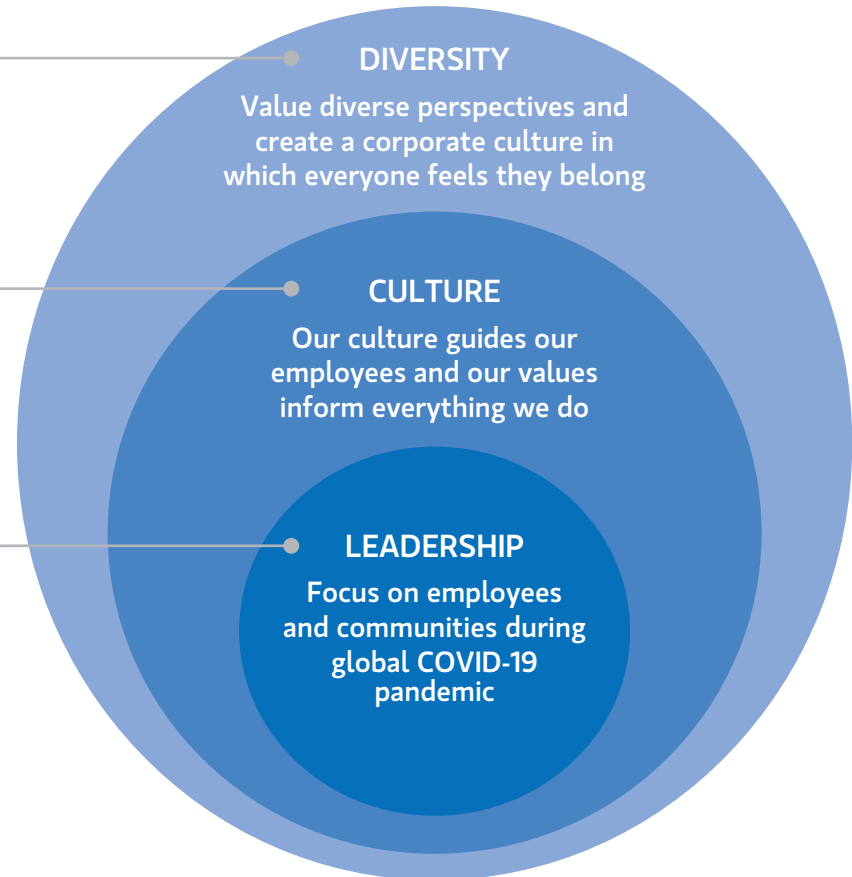 DIVERSITY
Value diverse perspectives and
create a corporate culture in
which everyone feels they belong
CULTURE
Our culture guides our
employees and our values
inform everything we do
LEADERSHIP
Focus on employees
and communities during
global COVID-19
pandemic